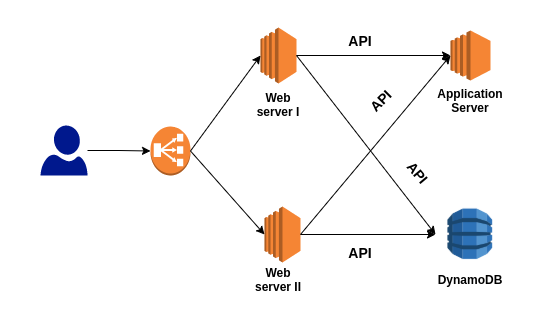 API
Web
server I
Application
Server
API
API
Web
server II
API
DynamoDB